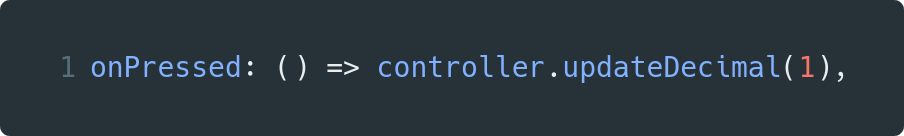 1 onPressed: () => controller.updateDecimal(1),